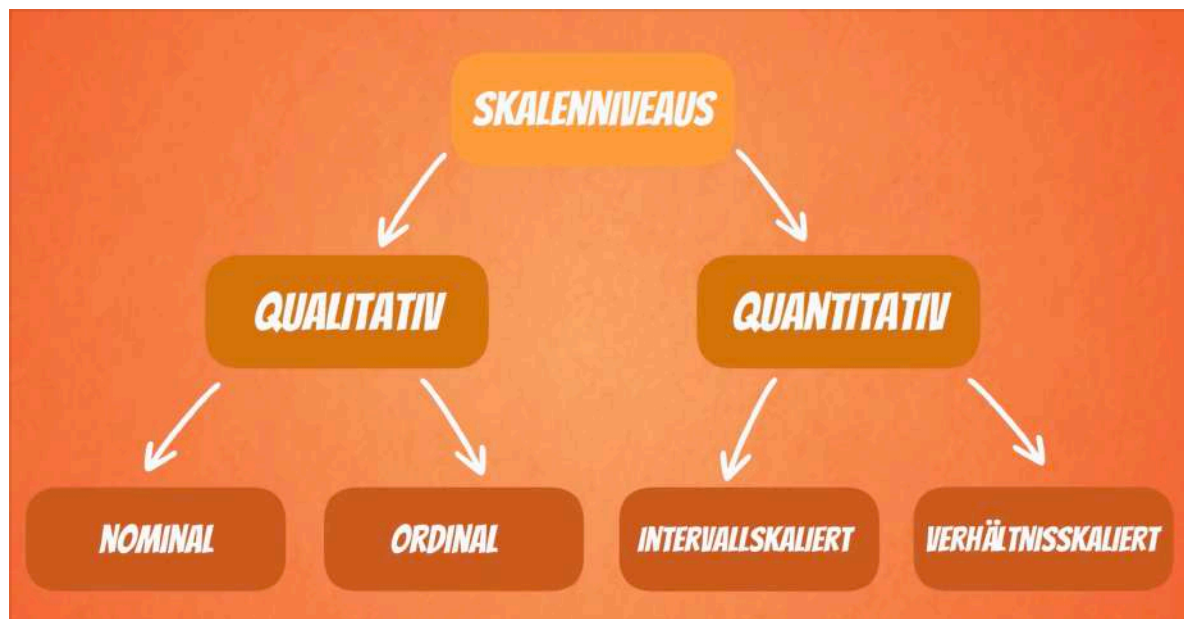 SKALENNIVEAUS
QUALITATIV
QUANTITATIV
NOMINAL
ORDINAL
INTERVALLSKALIERT
VERHÄLTNISSKALIERT